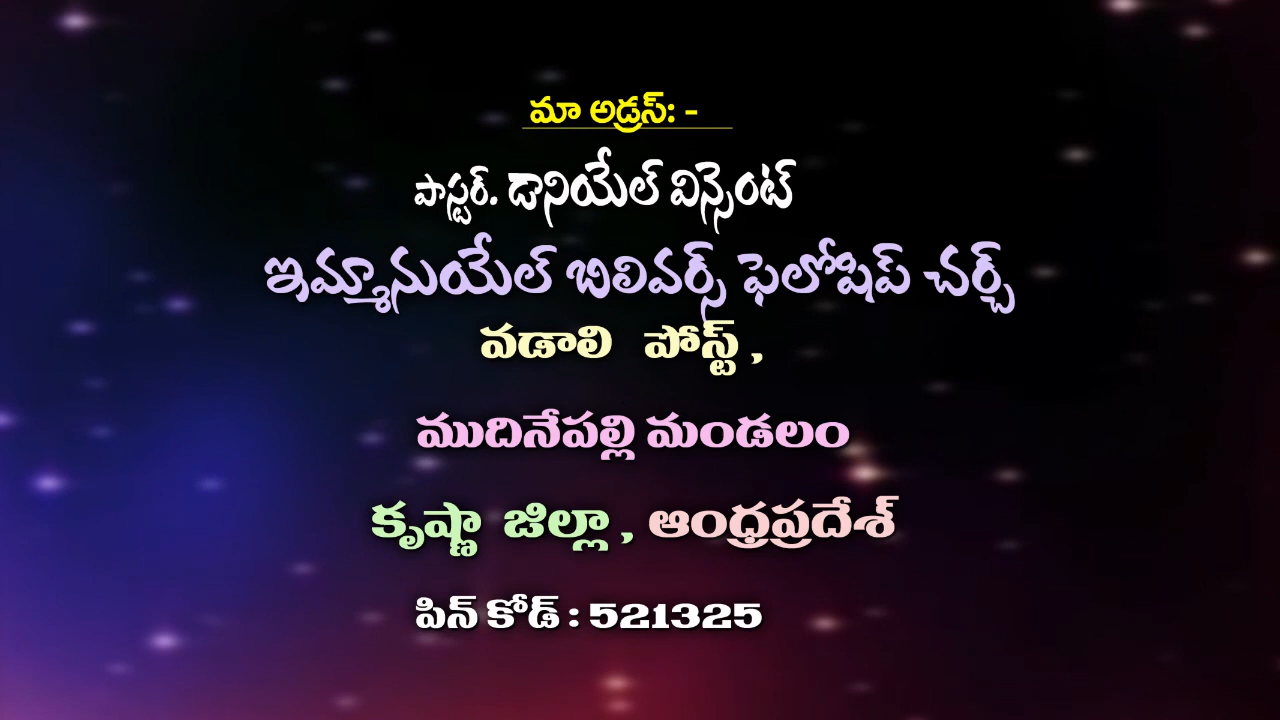 మా అడ్రస్: -
పాస్టర్. డానియేల్ విన్సెంట్
ఇమ్మానుయేల్ బిలివర్స్ ఫెలోషిప్ చర్చ్
వడాలి పోస్ట్ ,
ముదినేపల్లి మండలం
కృష్ణా జిల్లా , ఆంధ్రప్రదేశ్
పిన్ కోడ్ : 521325